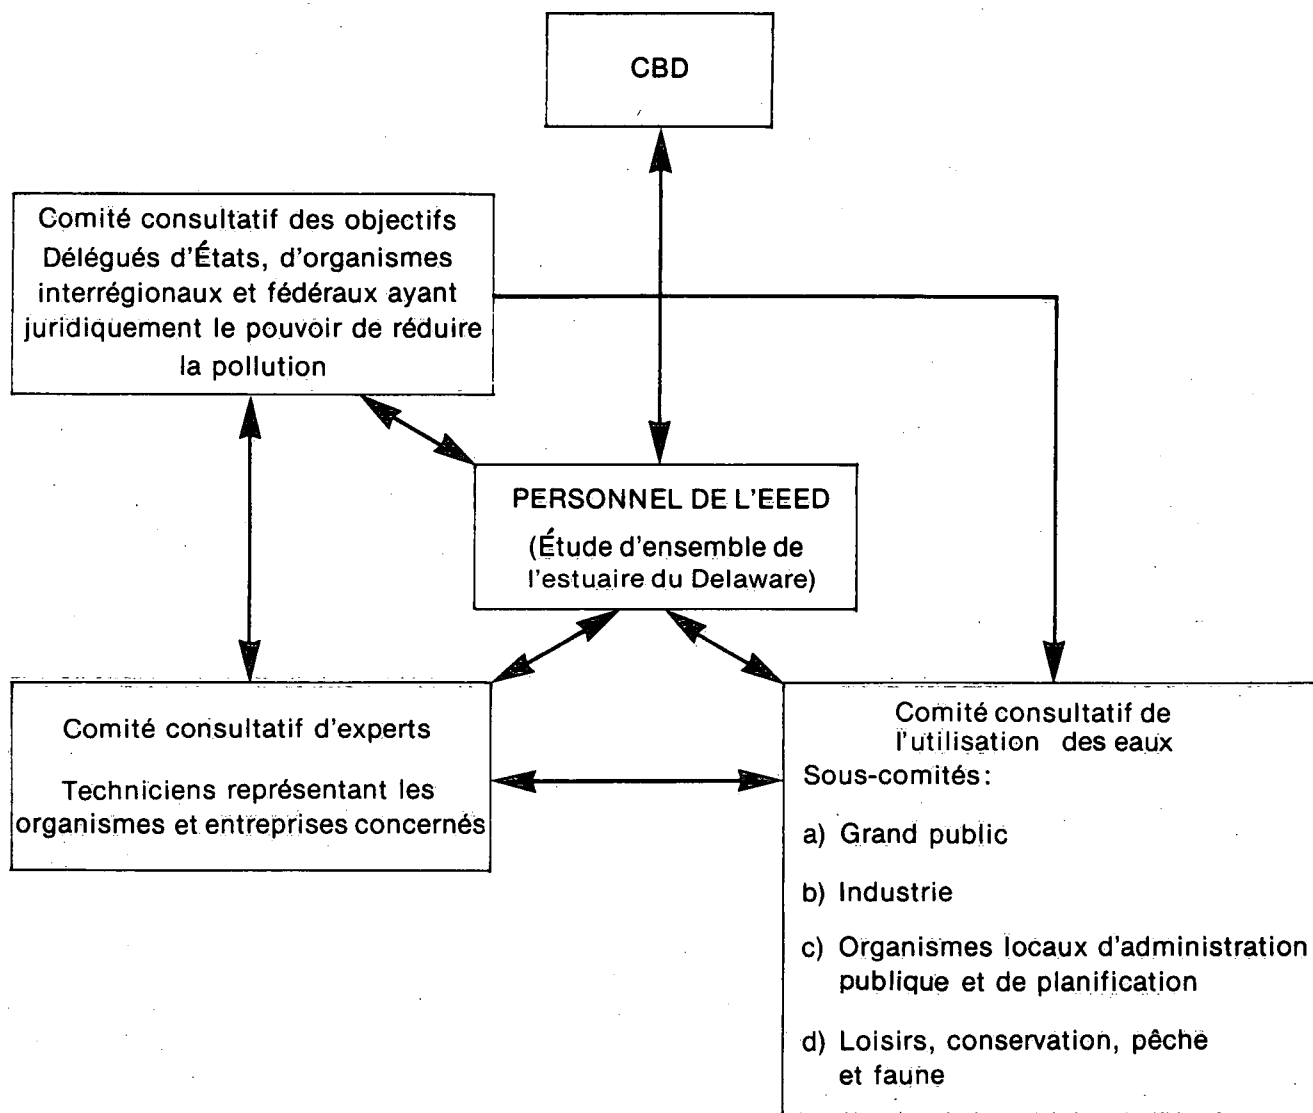 CBD
Comité consultatif des objectifs
Délégués d'États, d'organismes
interrégionaux et fédéraux ayant
juridiquement le pouvoir de réduire
la pollution
PERSONNEL DE L'EEED
(Étude d'ensemble de
l'estuaire du Delaware)
Comité consultatif d'experts
Techniciens représentant les
organismes et entreprises concernés
Comité consultatif de
l'utilisation des eaux
Sous-comités:
a) Grand public
b) Industrie
c) Organismes locaux d'administration
publique et de planification
d) Loisirs, conservation, pêche
et faune